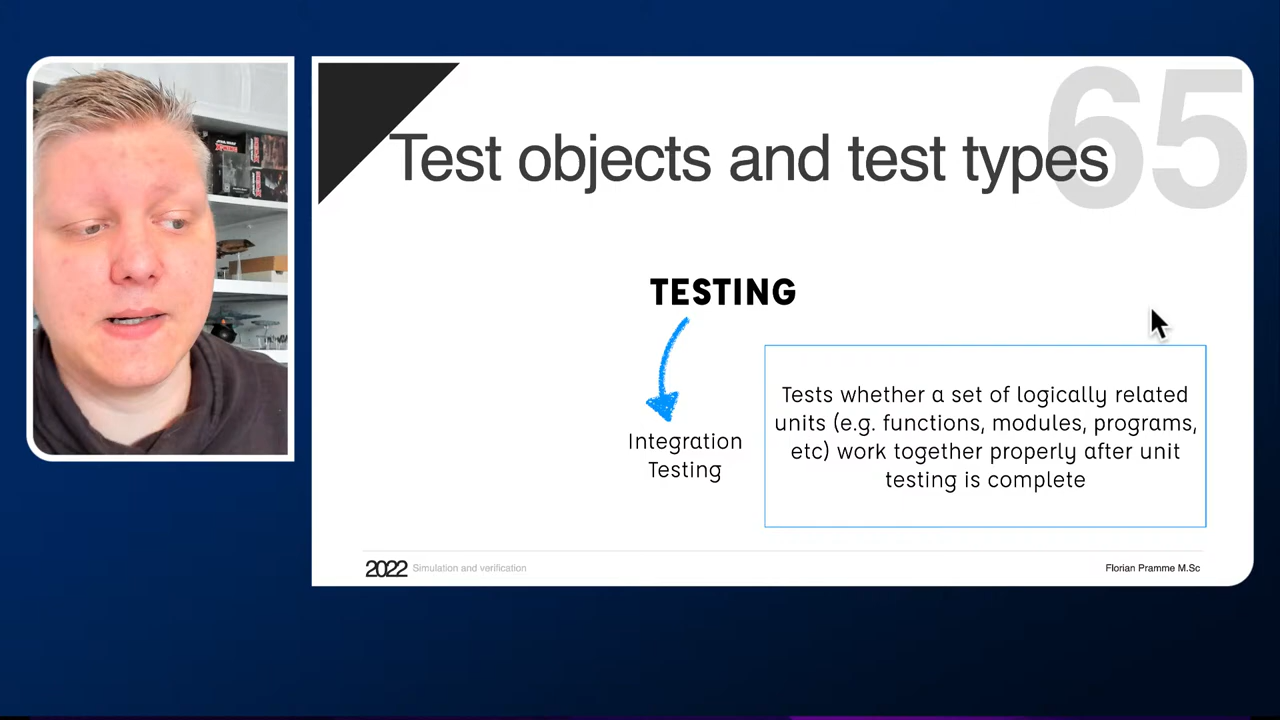 65
Test objects and test types
TESTING
Integration
Testing
Tests whether a set of logically related
units (e.g. functions, modules, programs,
etc) work together properly after unit
testing is complete
2022 Simulation and verification
Florian Pramme M.Sc